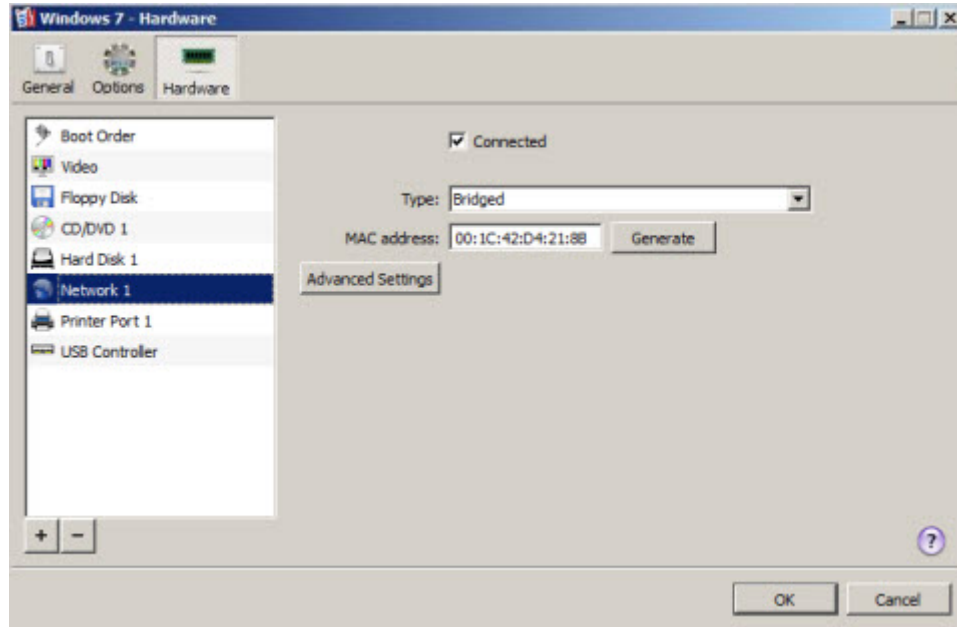 Windows 7 - Hardware
General Options Hardware
Boot Order
Video
Floppy Disk
CD/DVD 1
Hard Disk 1
Network 1
Printer Port 1
USB Controller
Connected
Type: Bridged
MAC address: 00:1C:42:D4:21:8B Generate
Advanced Settings
+ -
?
OK Cancel